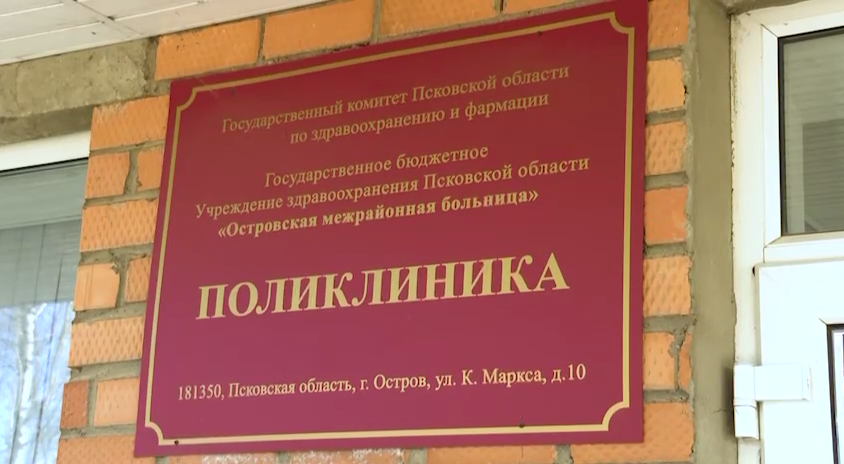 Государственный комитет Псковской области
по здравоохранению и фармации
Государственное бюджетное
Учреждение здравоохранения Псковской области
«Островская межрайонная больница»
ПОЛИКЛИНИКА
181350, Псковская область, г. Остров, ул. К. Маркса, д.10